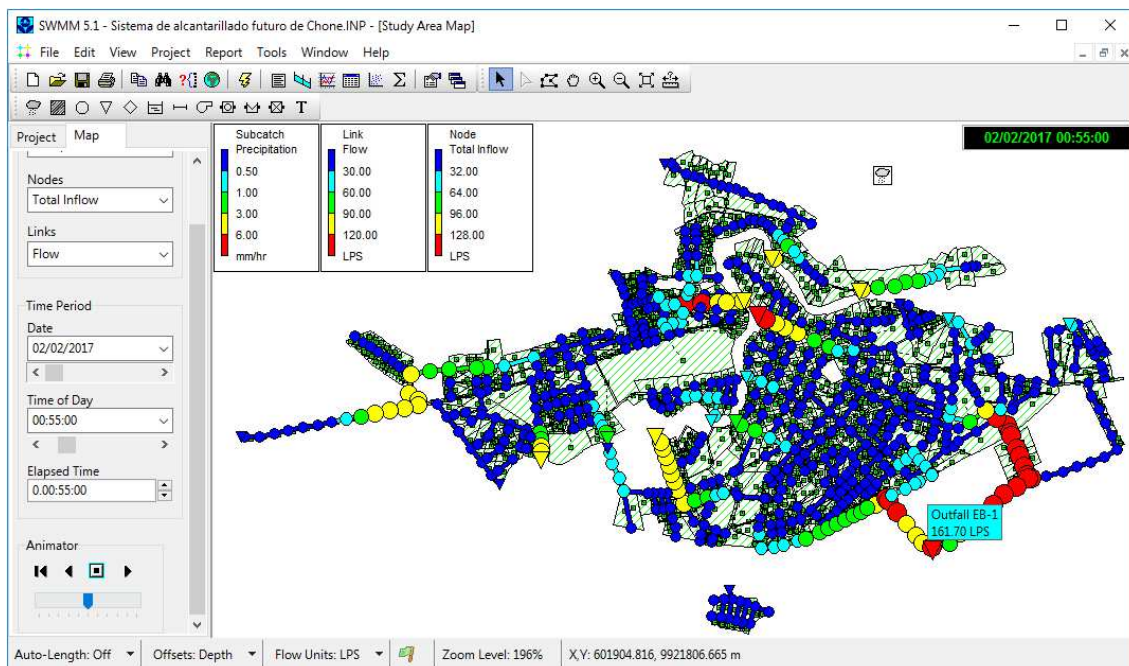 SWMM 5.1 - Sistema de alcantarillado futuro de Chone.INP - [Study Area Map]
File Edit View Project Report Tools Window Help
T
Project Map
Nodes
Total Inflow
Links
Flow
Time Period
Date
02/02/2017
Time of Day
00:55:00
Elapsed Time
0.00:55:00
Animator
Subcatch
Precipitation
0.50
1.00
3.00
6.00
mm/hr
Link
Flow
30.00
60.00
90.00
120.00
LPS
Node
Total Inflow
32.00
64.00
96.00
128.00
LPS
02/02/2017 00:55:00
Outfall EB-1
161.70 LPS
Auto-Length: Off Offsets: Depth Flow Units: LPS Zoom Level: 196% X,Y: 601904.816, 9921806.665 m